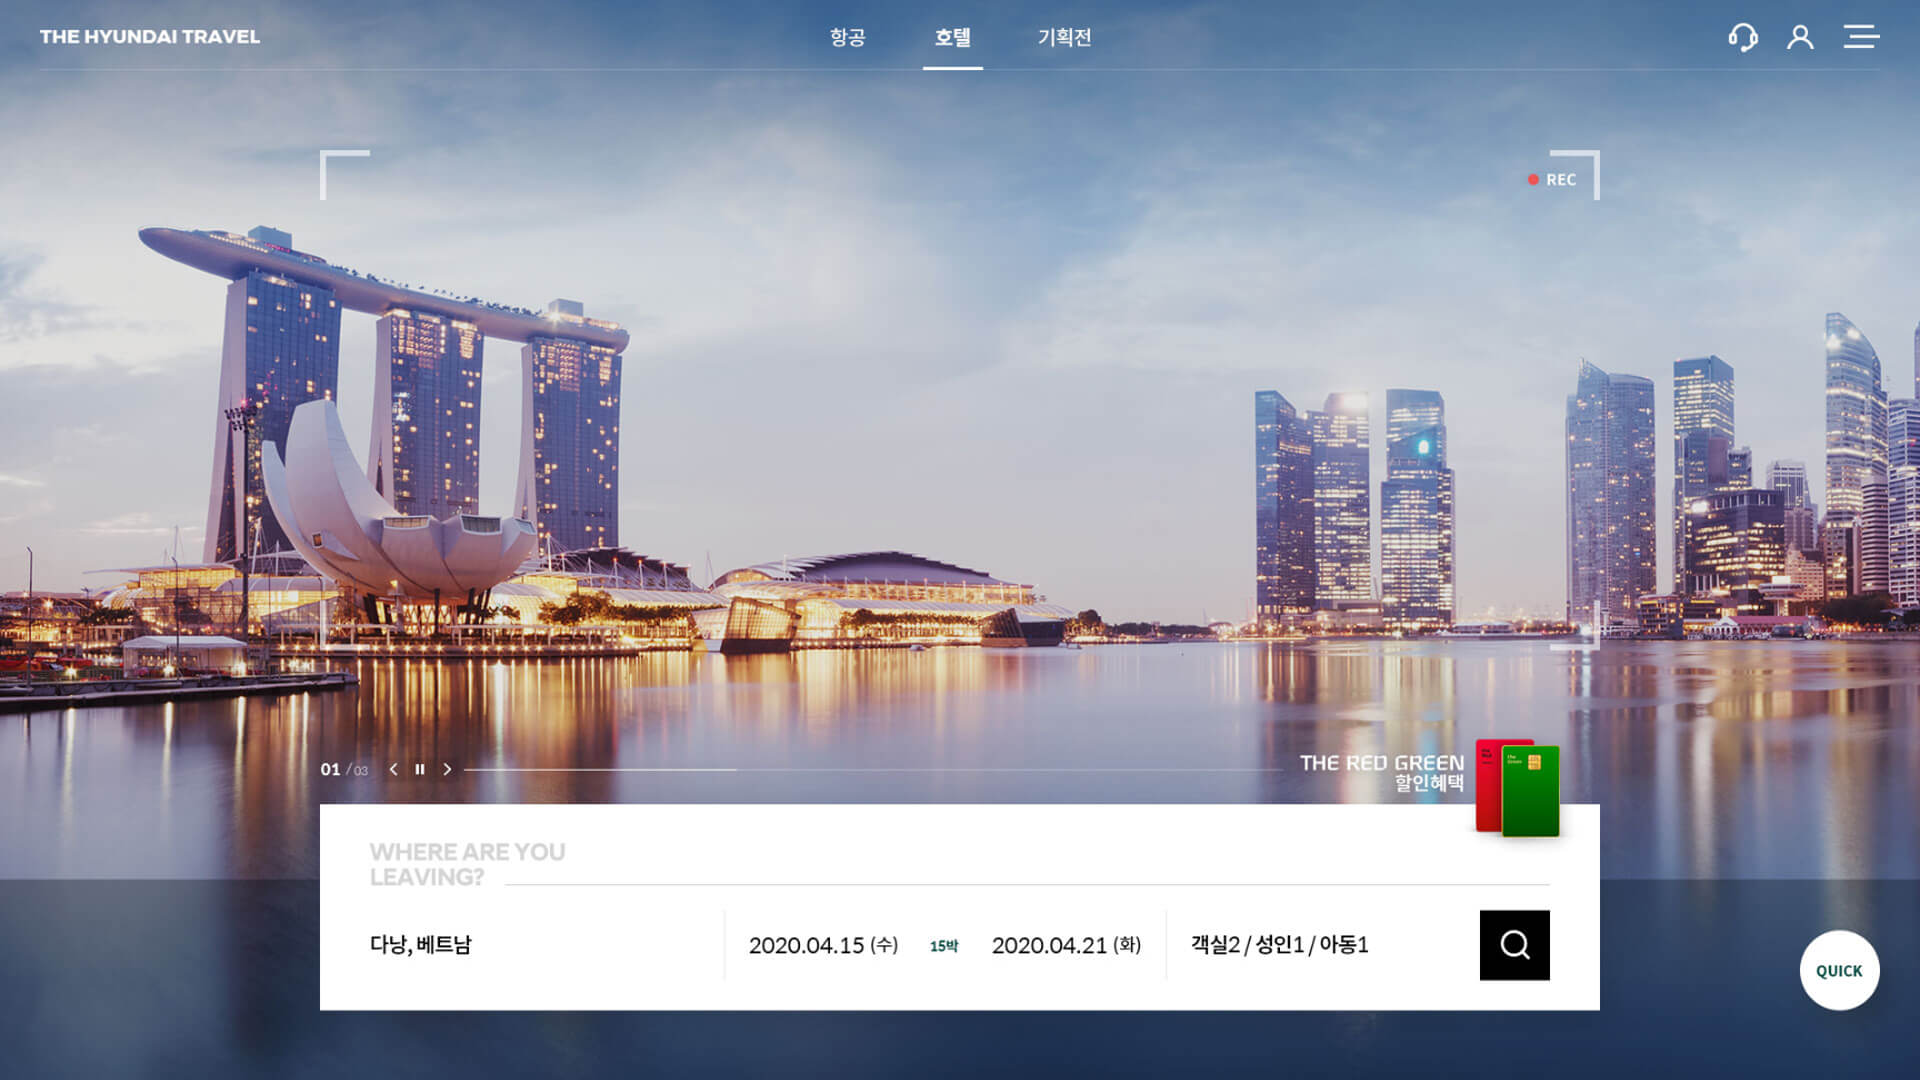 THE HYUNDAI TRAVEL
항공
호텔
기획전
REC
01 / 03
THE RED GREEN
할인혜택
WHERE ARE YOU
LEAVING?
다낭, 베트남
2020.04.15 (수)
15박
2020.04.21 (화)
객실2 / 성인1 / 아동1
QUICK